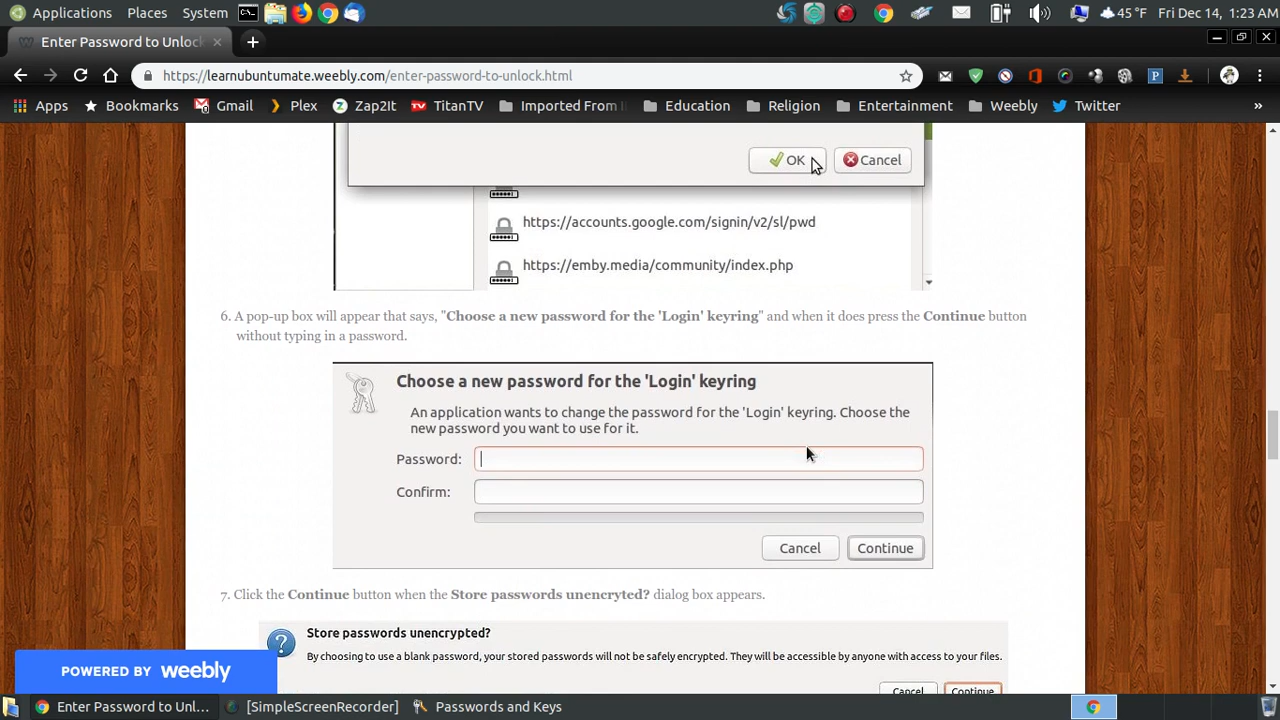 Applications Places System 45 °F Fri Dec 14, 1:23 AM
Enter Password to Unlock
https://learnubuntumate.weebly.com/enter-password-to-unlock.html
Apps Bookmarks Gmail Plex Zap2It TitanTV Imported From Education Religion Entertainment Weebly Twitter »
OK Cancel
https://accounts.google.com/signin/v2/sl/pwd
https://emby.media/community/index.php
6. A pop-up box will appear that says, "Choose a new password for the 'Login' keyring" and when it does press the Continue button
without typing in a password.
Choose a new password for the 'Login' keyring
An application wants to change the password for the 'Login' keyring. Choose the
new password you want to use for it.
Password:
Confirm:
Cancel Continue
7. Click the Continue button when the Store passwords unencrypted? dialog box appears.
Store passwords unencrypted?
By choosing to use a blank password, your stored passwords will not be safely encrypted. They will be accessible by anyone with access to your files.
Cancel Continue
POWERED BY weebly
Enter Password to Unl... [SimpleScreenRecorder] Passwords and Keys